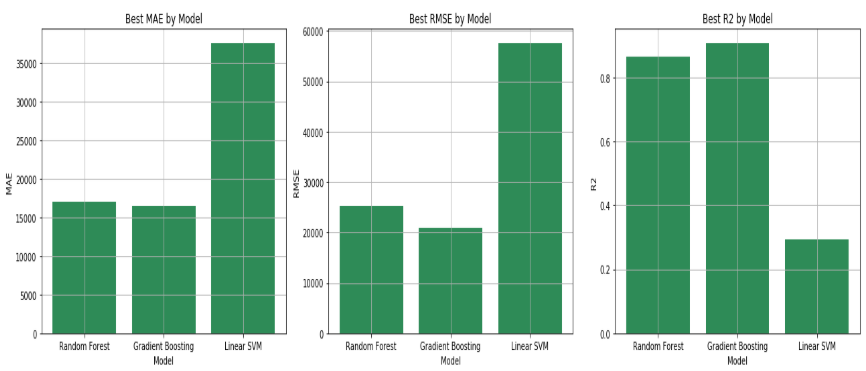 Best MAE by Model
MAE
35000
30000
25000
20000
15000
10000
5000
0
Random Forest Gradient Boosting Linear SVM
Model
Best RMSE by Model
RMSE
60000
50000
40000
30000
20000
10000
0
Random Forest Gradient Boosting Linear SVM
Model
Best R2 by Model
R2
0.8
0.6
0.4
0.2
0.0
Random Forest Gradient Boosting Linear SVM
Model